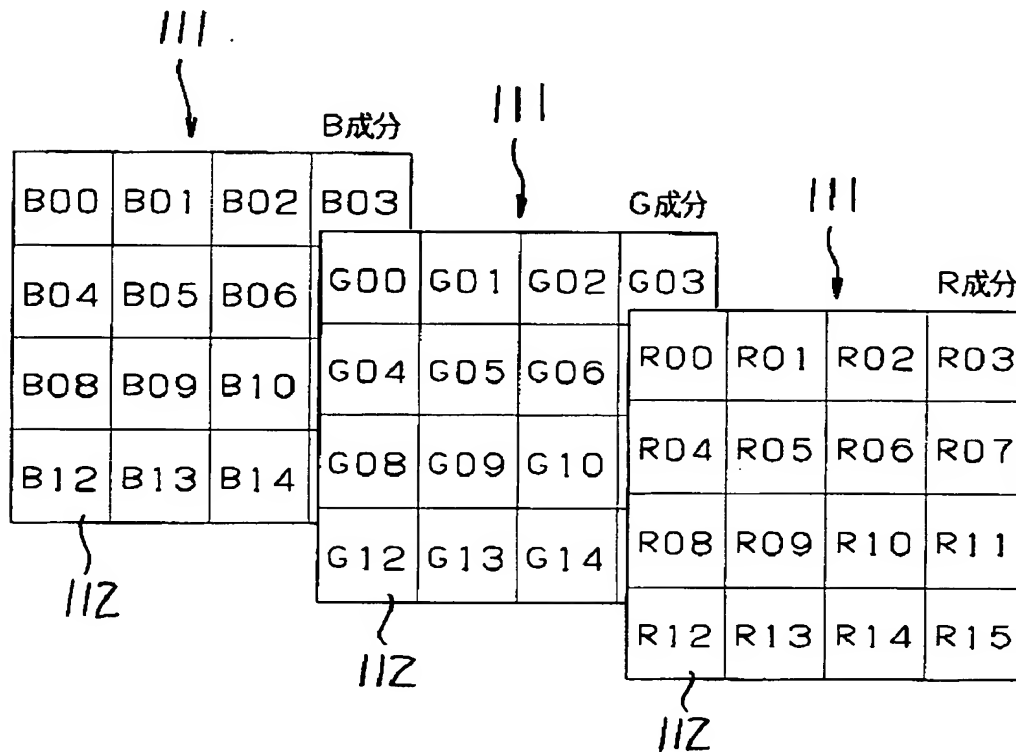 111
B成分
B00 B01 B02 B03
B04 B05 B06
B08 B09 B10
B12 B13 B14
112
111
G成分
G00 G01 G02 G03
G04 G05 G06
G08 G09 G10
G12 G13 G14
112
111
R成分
R00 R01 R02 R03
R04 R05 R06 R07
R08 R09 R10 R11
R12 R13 R14 R15
112